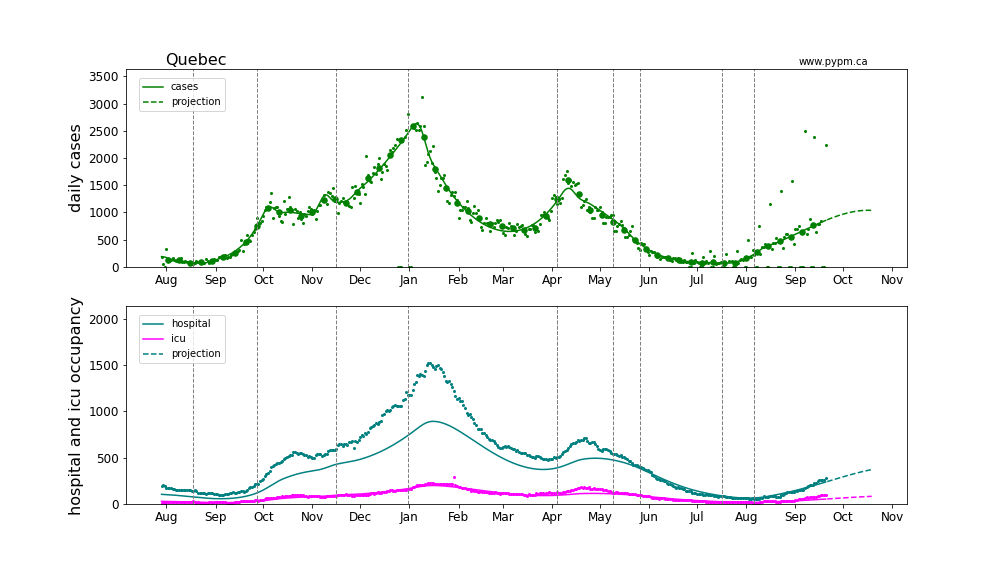 Quebec
www.pypm.ca
daily cases
3500
3000
2500
2000
1500
1000
500
0
cases
projection
Aug Sep Oct Nov Dec Jan Feb Mar Apr May Jun Jul Aug Sep Oct Nov
hospital and icu occupancy
2000
1500
1000
500
0
hospital
icu
projection
Aug Sep Oct Nov Dec Jan Feb Mar Apr May Jun Jul Aug Sep Oct Nov